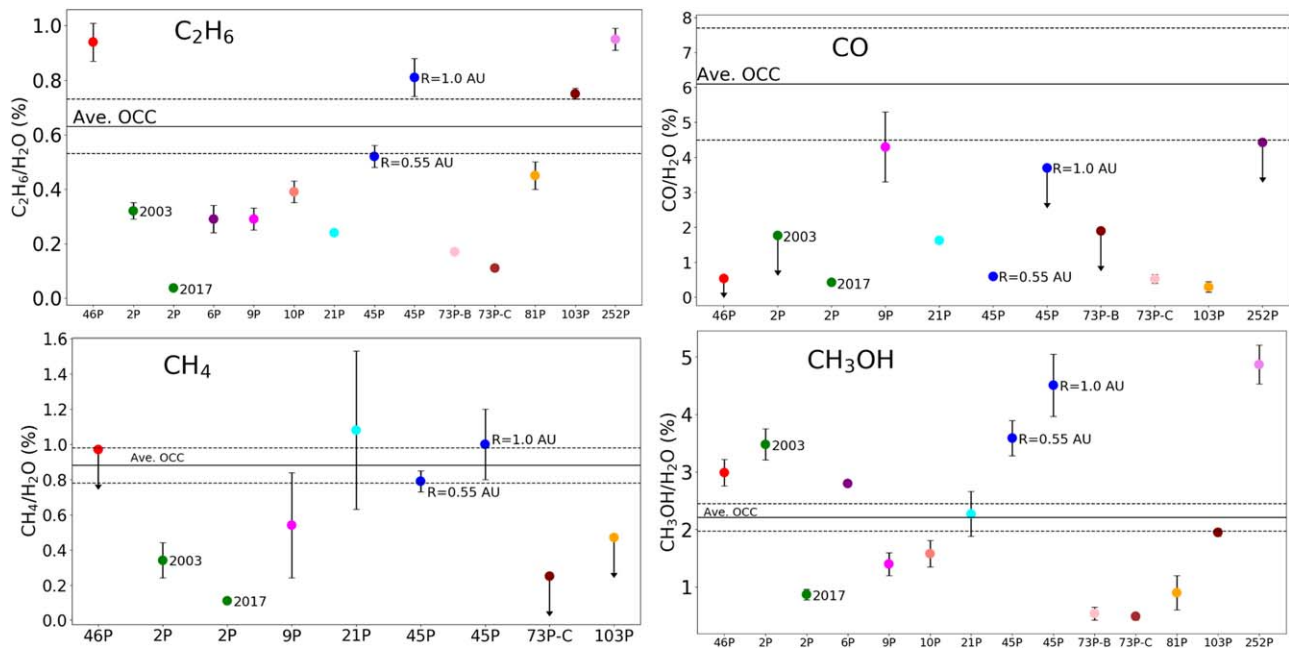 C₂H₆
C₂H₆/H₂O (%)
1.0
0.8
0.6
0.4
0.2
0.0
Ave. OCC
R=1.0 AU
R=0.55 AU
2003
2017
46P 2P 2P 6P 9P 10P 21P 45P 45P 73P-B 73P-C 81P 103P 252P
CO
CO/H₂O (%)
8
7
6
5
4
3
2
1
0
Ave. OCC
R=1.0 AU
2003
2017
R=0.55 AU
46P 2P 2P 9P 21P 45P 45P 73P-B 73P-C 103P 252P
CH₄
CH₄/H₂O (%)
1.6
1.4
1.2
1.0
0.8
0.6
0.4
0.2
0.0
Ave. OCC
R=1.0 AU
R=0.55 AU
2003
2017
46P 2P 2P 9P 21P 45P 45P 73P-C 103P
CH₃OH
CH₃OH/H₂O (%)
5
4
3
2
1
R=1.0 AU
2003
R=0.55 AU
Ave. OCC
2017
46P 2P 2P 6P 9P 10P 21P 45P 45P 73P-B 73P-C 81P 103P 252P